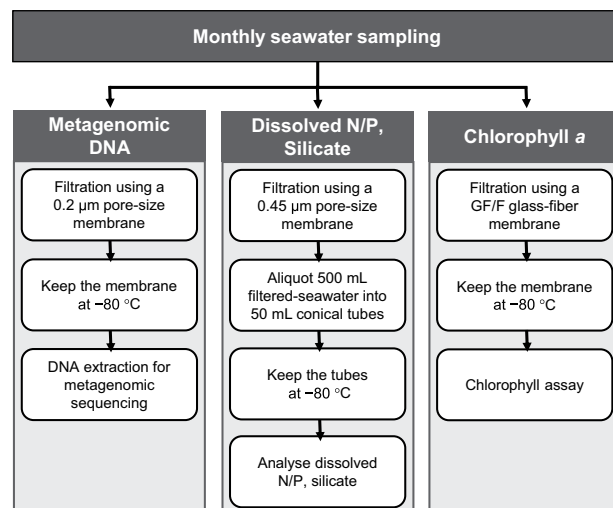 Monthly seawater sampling
Metagenomic
DNA
Filtration using a
0.2 µm pore-size
membrane
Keep the membrane
at −80 °C
DNA extraction for
metagenomic
sequencing
Dissolved N/P,
Silicate
Filtration using a
0.45 µm pore-size
membrane
Aliquot 500 mL
filtered-seawater into
50 mL conical tubes
Keep the tubes
at −80 °C
Analyse dissolved
N/P, silicate
Chlorophyll a
Filtration using a
GF/F glass-fiber
membrane
Keep the membrane
at −80 °C
Chlorophyll assay